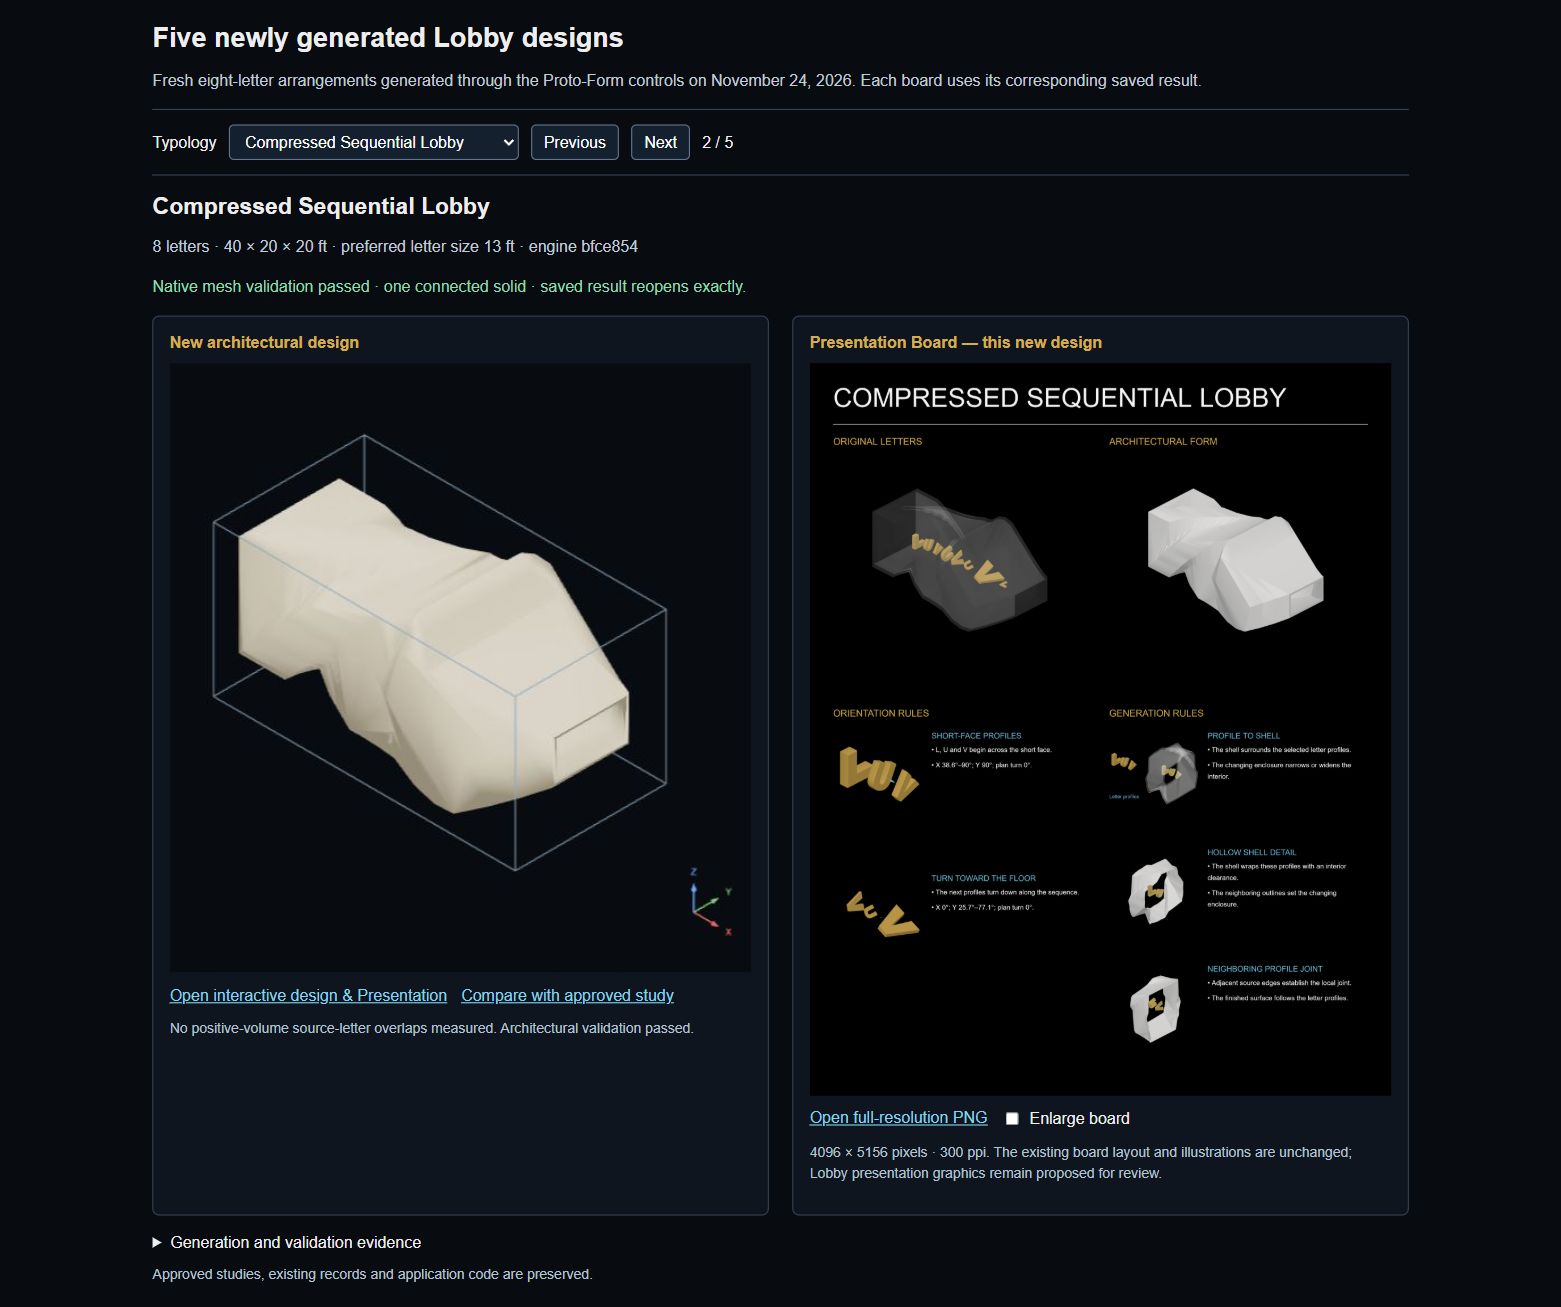 Five newly generated Lobby designs
Fresh eight-letter arrangements generated through the Proto-Form controls on November 24, 2026. Each board uses its corresponding saved result.
Typology
Compressed Sequential Lobby
Previous
Next
2 / 5
Compressed Sequential Lobby
8 letters · 40 × 20 × 20 ft · preferred letter size 13 ft · engine bfce854
Native mesh validation passed · one connected solid · saved result reopens exactly.
New architectural design
Z
Y
X
Open interactive design & Presentation
Compare with approved study
No positive-volume source-letter overlaps measured. Architectural validation passed.
Presentation Board — this new design
COMPRESSED SEQUENTIAL LOBBY
ORIGINAL LETTERS
ARCHITECTURAL FORM
ORIENTATION RULES
SHORT-FACE PROFILES
• L, U and V begin across the short face.
• X 38.6°–90°; Y 90°; plan turn 0°.
TURN TOWARD THE FLOOR
• The next profiles turn down along the sequence.
• X 0°; Y 25.7°–77.1°; plan turn 0°.
GENERATION RULES
PROFILE TO SHELL
• The shell surrounds the selected letter profiles.
• The changing enclosure narrows or widens the
interior.
Letter profiles
HOLLOW SHELL DETAIL
• The shell wraps these profiles with an interior
clearance.
• The neighboring outlines set the changing
enclosure.
NEIGHBORING PROFILE JOINT
• Adjacent source edges establish the local joint.
• The finished surface follows the letter profiles.
Open full-resolution PNG
Enlarge board
4096 × 5156 pixels · 300 ppi. The existing board layout and illustrations are unchanged;
Lobby presentation graphics remain proposed for review.
Generation and validation evidence
Approved studies, existing records and application code are preserved.